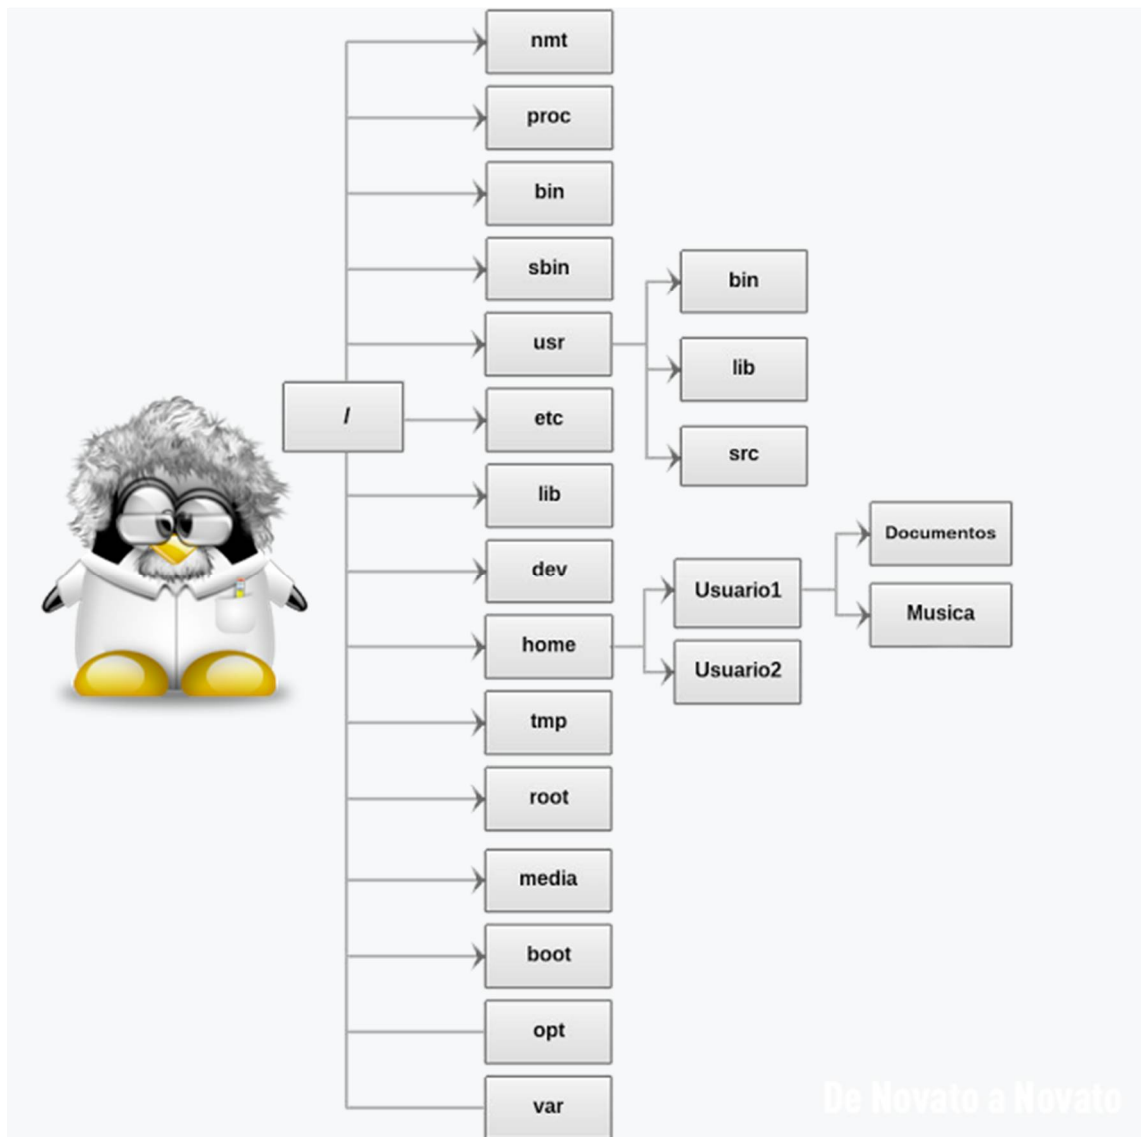 nmt
proc
bin
sbin
usr
bin
lib
src
/
etc
lib
dev
home
Usuario1
Usuario2
Documentos
Musica
tmp
root
media
boot
opt
var
De Novato a Novato